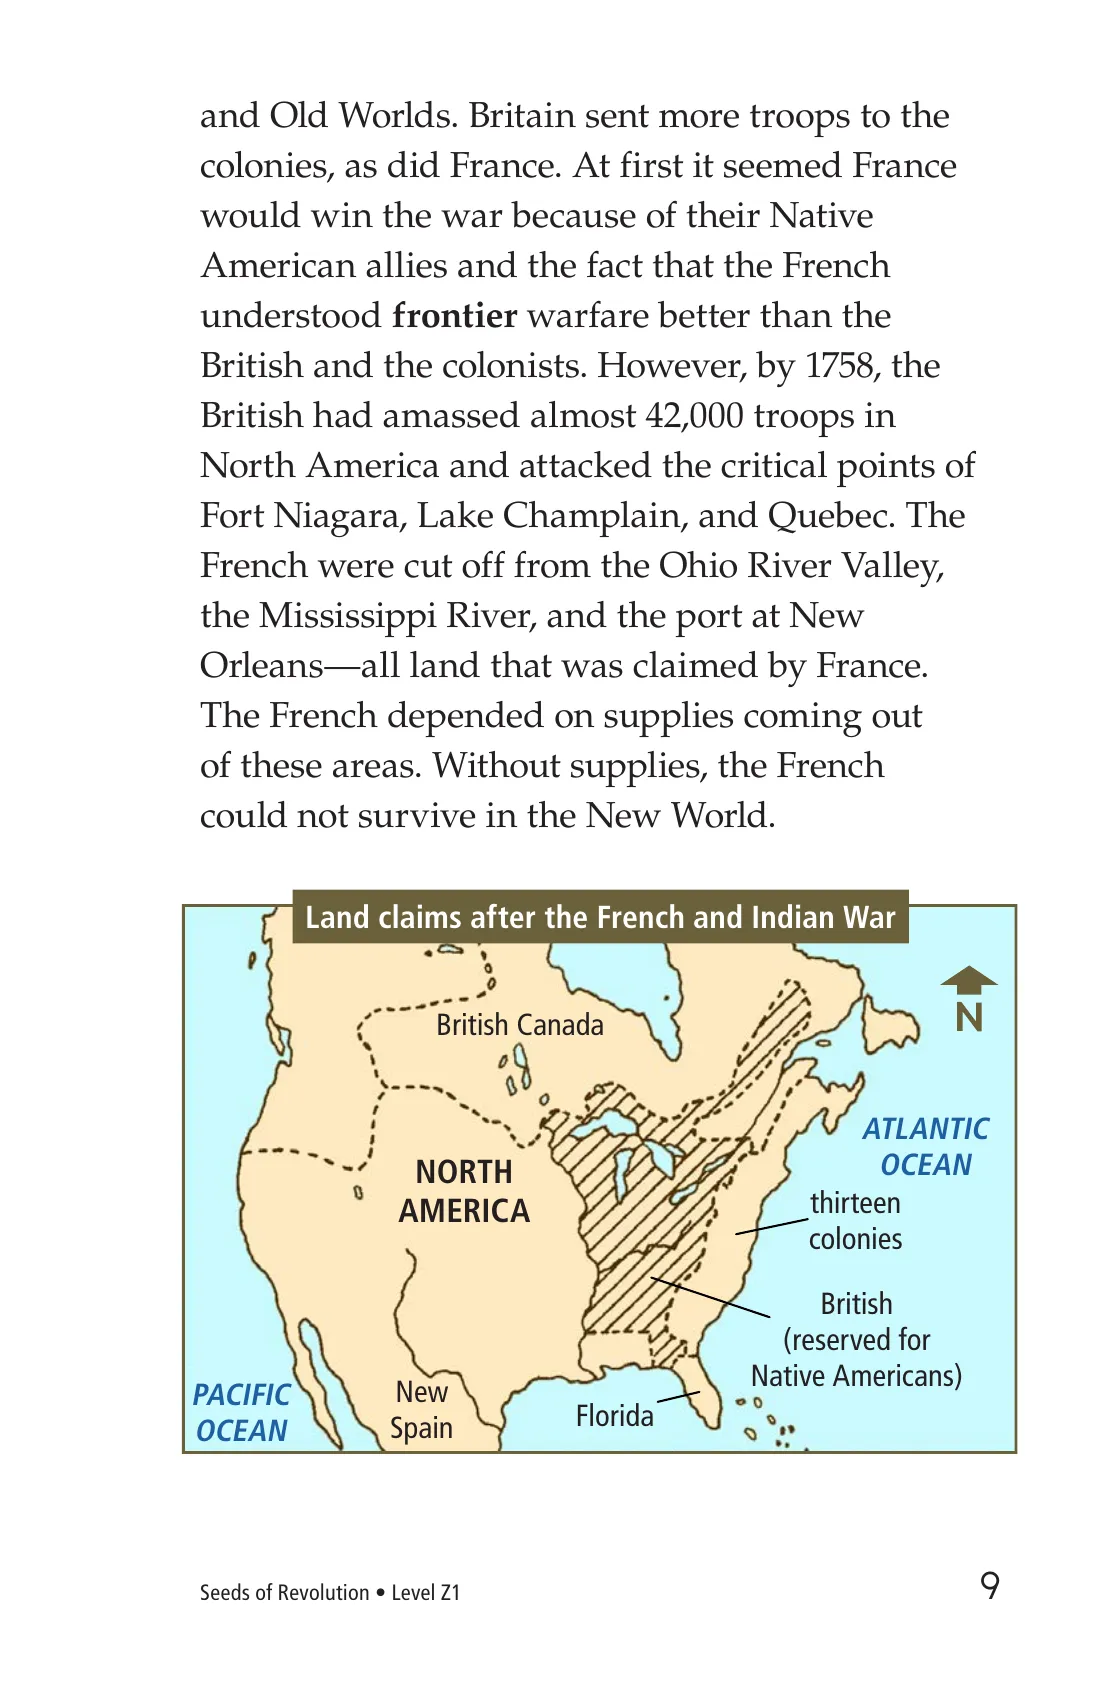 and Old Worlds. Britain sent more troops to the
colonies, as did France. At first it seemed France
would win the war because of their Native
American allies and the fact that the French
understood frontier warfare better than the
British and the colonists. However, by 1758, the
British had amassed almost 42,000 troops in
North America and attacked the critical points of
Fort Niagara, Lake Champlain, and Quebec. The
French were cut off from the Ohio River Valley,
the Mississippi River, and the port at New
Orleans—all land that was claimed by France.
The French depended on supplies coming out
of these areas. Without supplies, the French
could not survive in the New World.
Land claims after the French and Indian War
N
British Canada
ATLANTIC
OCEAN
NORTH
AMERICA
thirteen
colonies
British
(reserved for
Native Americans)
PACIFIC
OCEAN
New
Spain
Florida
Seeds of Revolution • Level Z1
9